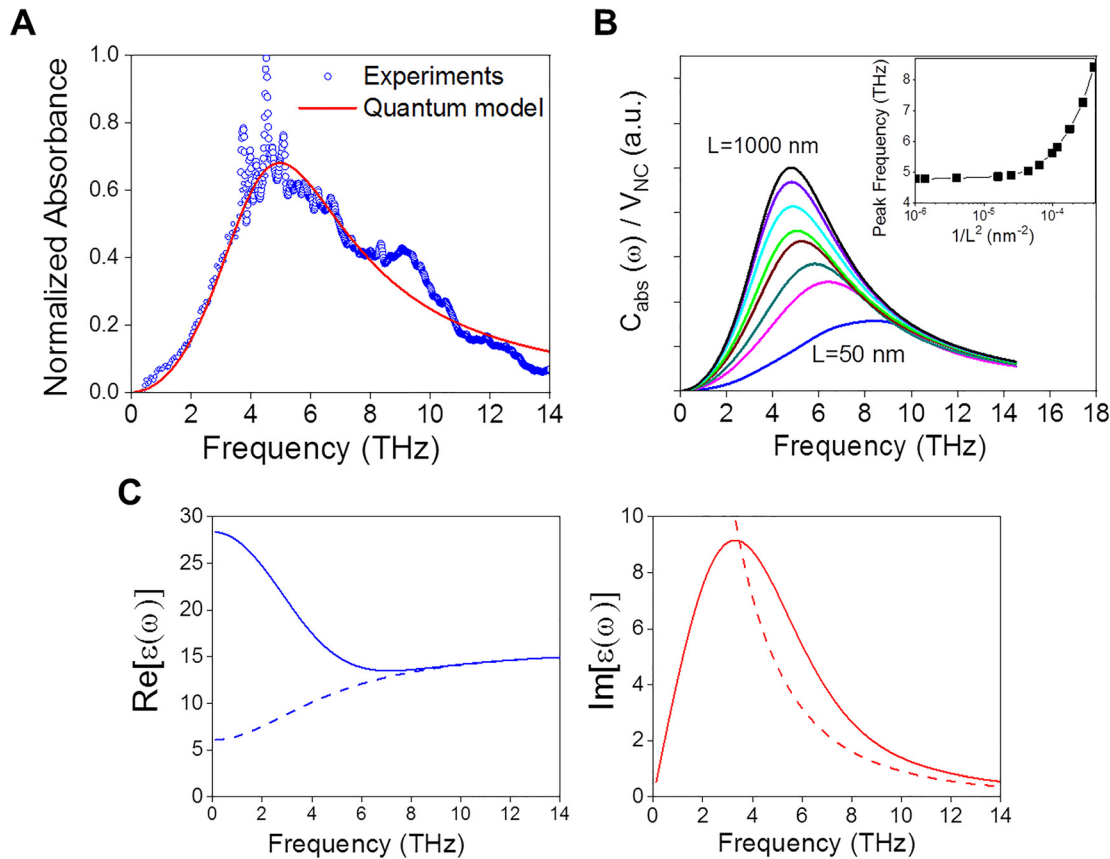 A
Normalized Absorbance
1.0
0.8
0.6
0.4
0.2
0.0
Experiments
Quantum model
0 2 4 6 8 10 12 14
Frequency (THz)
B
C_abs (ω) / V_NC (a.u.)
L=1000 nm
L=50 nm
0 2 4 6 8 10 12 14 16 18
Frequency (THz)
Peak Frequency (THz)
8
7
6
5
4
10⁻⁶ 10⁻⁵ 10⁻⁴
1/L² (nm⁻²)
C
Re[ε(ω)]
30
25
20
15
10
5
0
0 2 4 6 8 10 12 14
Frequency (THz)
Im[ε(ω)]
10
8
6
4
2
0
0 2 4 6 8 10 12 14
Frequency (THz)